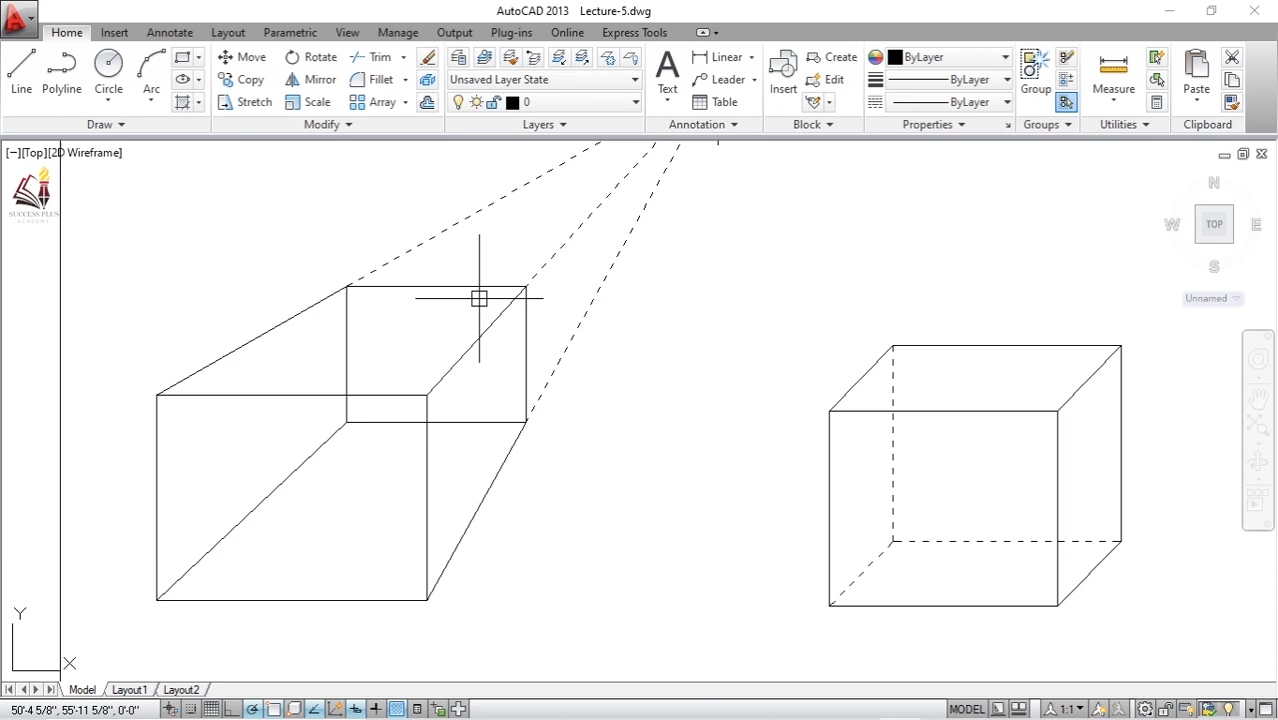 AutoCAD 2013 Lecture-5.dwg
Home Insert Annotate Layout Parametric View Manage Output Plug-ins Online Express Tools
Line Polyline Circle Arc
Move Rotate Trim
Copy Mirror Fillet
Stretch Scale Array
Unsaved Layer State
0
Text
Linear
Leader
Table
Insert
Create
Edit
ByLayer
ByLayer
ByLayer
Group
Measure
Paste
Draw Modify Layers Annotation Block Properties Groups Utilities Clipboard
[−][Top][2D Wireframe]
SUCCESS PLUS
ACADEMY
N
W TOP E
S
Unnamed
Y
X
Model Layout1 Layout2
50'-4 5/8", 55'-11 5/8", 0'-0" MODEL 1:1